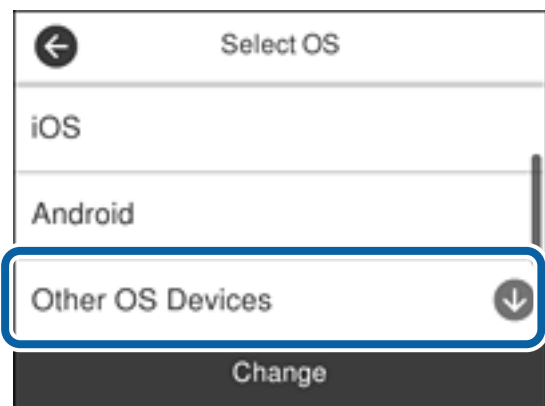 Select OS
iOS
Android
Other OS Devices
Change